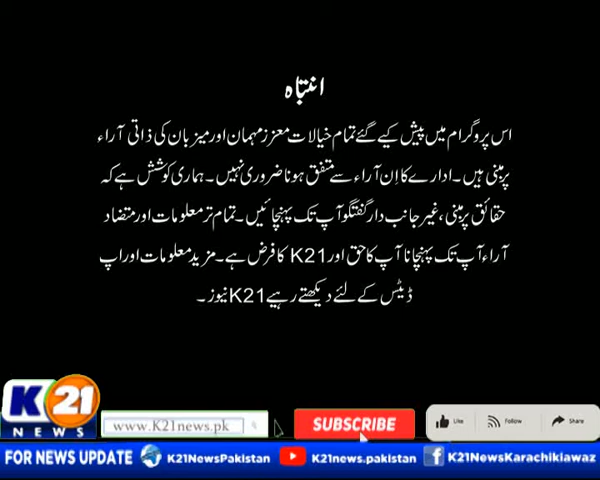 انتباہ
اس پروگرام میں پیش کیے گئے تمام خیالات معزز مہمان اور میزبان کی ذاتی آراء
پر مبنی ہیں۔ ادارے کا اِن آراء سے متفق ہونا ضروری نہیں۔ ہماری کوشش ہے کہ
حقائق پر مبنی، غیر جانب دار گفتگو آپ تک پہنچائیں۔ تمام تر معلومات اور متضاد
آراء آپ تک پہنچانا آپ کا حق اور K21 کا فرض ہے۔ مزید معلومات اور اپ
ڈیٹس کے لئے دیکھتے رہیے K21 نیوز۔
K21
NEWS
www.K21news.pk
SUBSCRIBE
Like
Follow
Share
FOR NEWS UPDATE
K21NewsPakistan
K21news.pakistan
K21NewsKarachikiawaz